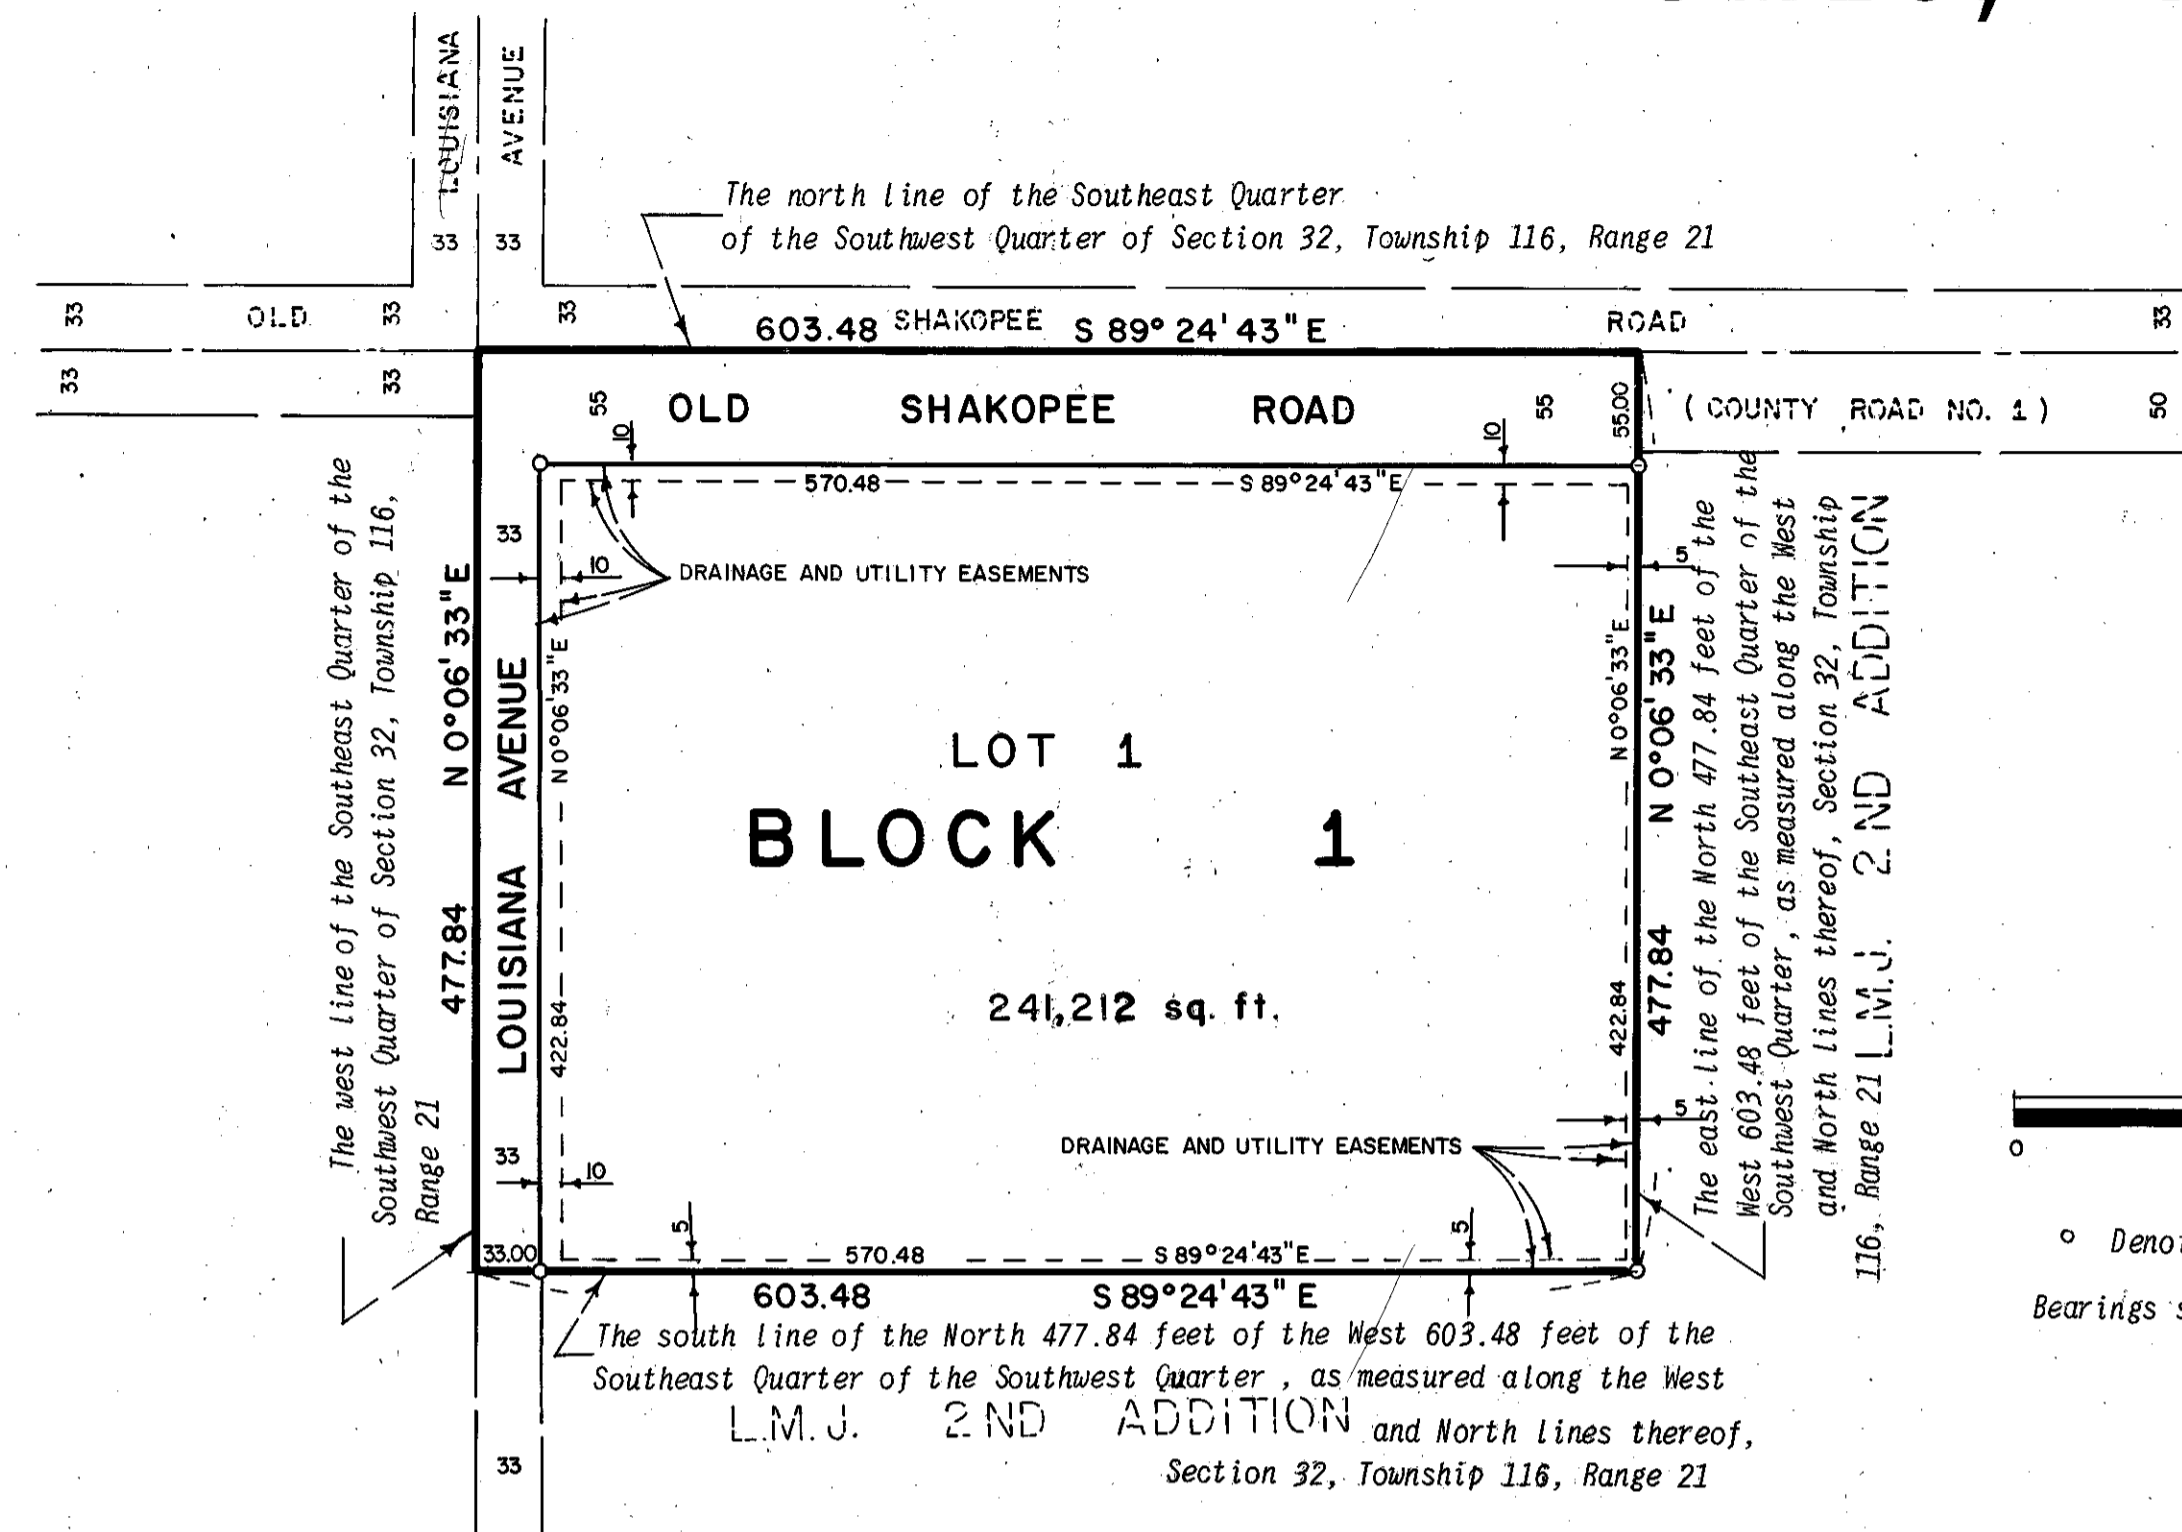 LOUISIANA
AVENUE
33
33
The north line of the Southeast Quarter
of the Southwest Quarter of Section 32, Township 116, Range 21
33
OLD
33
33
603.48
SHAKOPEE
S 89° 24' 43" E
ROAD
33
33
33
55
OLD SHAKOPEE ROAD
55
55.00
( COUNTY ROAD NO. 1 )
50
10
10
570.48
S 89°24'43"E
The west line of the Southeast Quarter of the
Southwest Quarter of Section 32, Township 116,
Range 21
N 0°06'33"E
477.84
33
10
DRAINAGE AND UTILITY EASEMENTS
5
LOUISIANA AVENUE
N 0°06'33"E
422.84
LOT 1
BLOCK 1
241,212 sq. ft.
N 0°06'33"E
422.84
N 0°06'33"E
477.84
The east line of the North 477.84 feet of the
West 603.48 feet of the Southeast Quarter of the
Southwest Quarter, as measured along the West
and North lines thereof, Section 32, Township
116, Range 21
L.M.J. 2ND ADDITION
5
DRAINAGE AND UTILITY EASEMENTS
33
10
5
5
33.00
570.48
S 89°24'43"E
603.48
S 89°24'43" E
The south line of the North 477.84 feet of the West 603.48 feet of the
Southeast Quarter of the Southwest Quarter , as measured along the West
L.M.J. 2ND ADDITION
and North lines thereof,
Section 32, Township 116, Range 21
33
0
Bearings